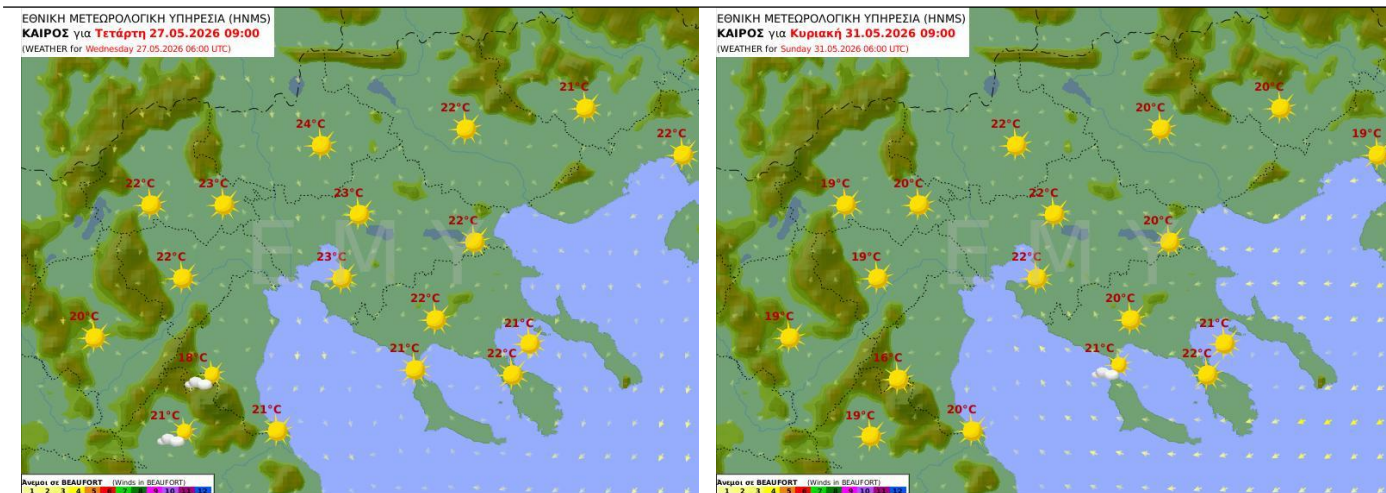 ΕΘΝΙΚΗ ΜΕΤΕΩΡΟΛΟΓΙΚΗ ΥΠΗΡΕΣΙΑ (HNMS)
ΚΑΙΡΟΣ για Τετάρτη 27.05.2026 09:00
(WEATHER for Wednesday 27.05.2026 06:00 UTC)
21°C
22°C
24°C
22°C
22°C
23°C
23°C
22°C
22°C
23°C
22°C
20°C
21°C
18°C
21°C
22°C
21°C
21°C
E M Y
Άνεμοι σε BEAUFORT (Winds in BEAUFORT)
1 2 3 4 5 6 7 8 9 10 11 12
ΕΘΝΙΚΗ ΜΕΤΕΩΡΟΛΟΓΙΚΗ ΥΠΗΡΕΣΙΑ (HNMS)
ΚΑΙΡΟΣ για Κυριακή 31.05.2026 09:00
(WEATHER for Sunday 31.05.2026 06:00 UTC)
20°C
20°C
22°C
19°C
19°C
20°C
22°C
20°C
22°C
19°C
20°C
19°C
21°C
21°C
16°C
22°C
19°C
20°C
E M Y
Άνεμοι σε BEAUFORT (Winds in BEAUFORT)
1 2 3 4 5 6 7 8 9 10 11 12